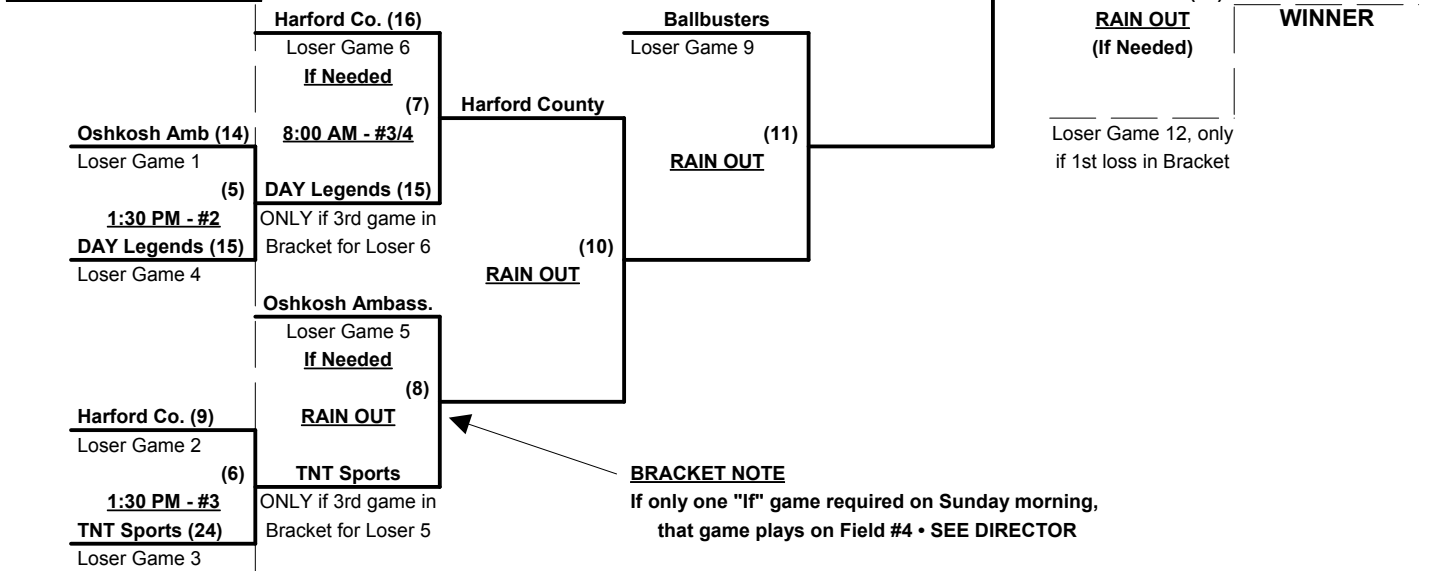 Harford Co. (16)
Loser Game 6
If Needed
(7)
8:00 AM - #3/4
Oshkosh Amb (14)
Loser Game 1
(5)
1:30 PM - #2
DAY Legends (15)
Loser Game 4
DAY Legends (15)
ONLY if 3rd game in
Bracket for Loser 6
Harford County
Ballbusters
Loser Game 9
(11)
RAIN OUT
(10)
RAIN OUT
RAIN OUT
(If Needed)
WINNER
Loser Game 12, only
if 1st loss in Bracket
Oshkosh Ambass.
Loser Game 5
If Needed
(8)
RAIN OUT
Harford Co. (9)
Loser Game 2
(6)
1:30 PM - #3
TNT Sports (24)
Loser Game 3
TNT Sports
ONLY if 3rd game in
Bracket for Loser 5
BRACKET NOTE
If only one "If" game required on Sunday morning,
that game plays on Field #4 • SEE DIRECTOR